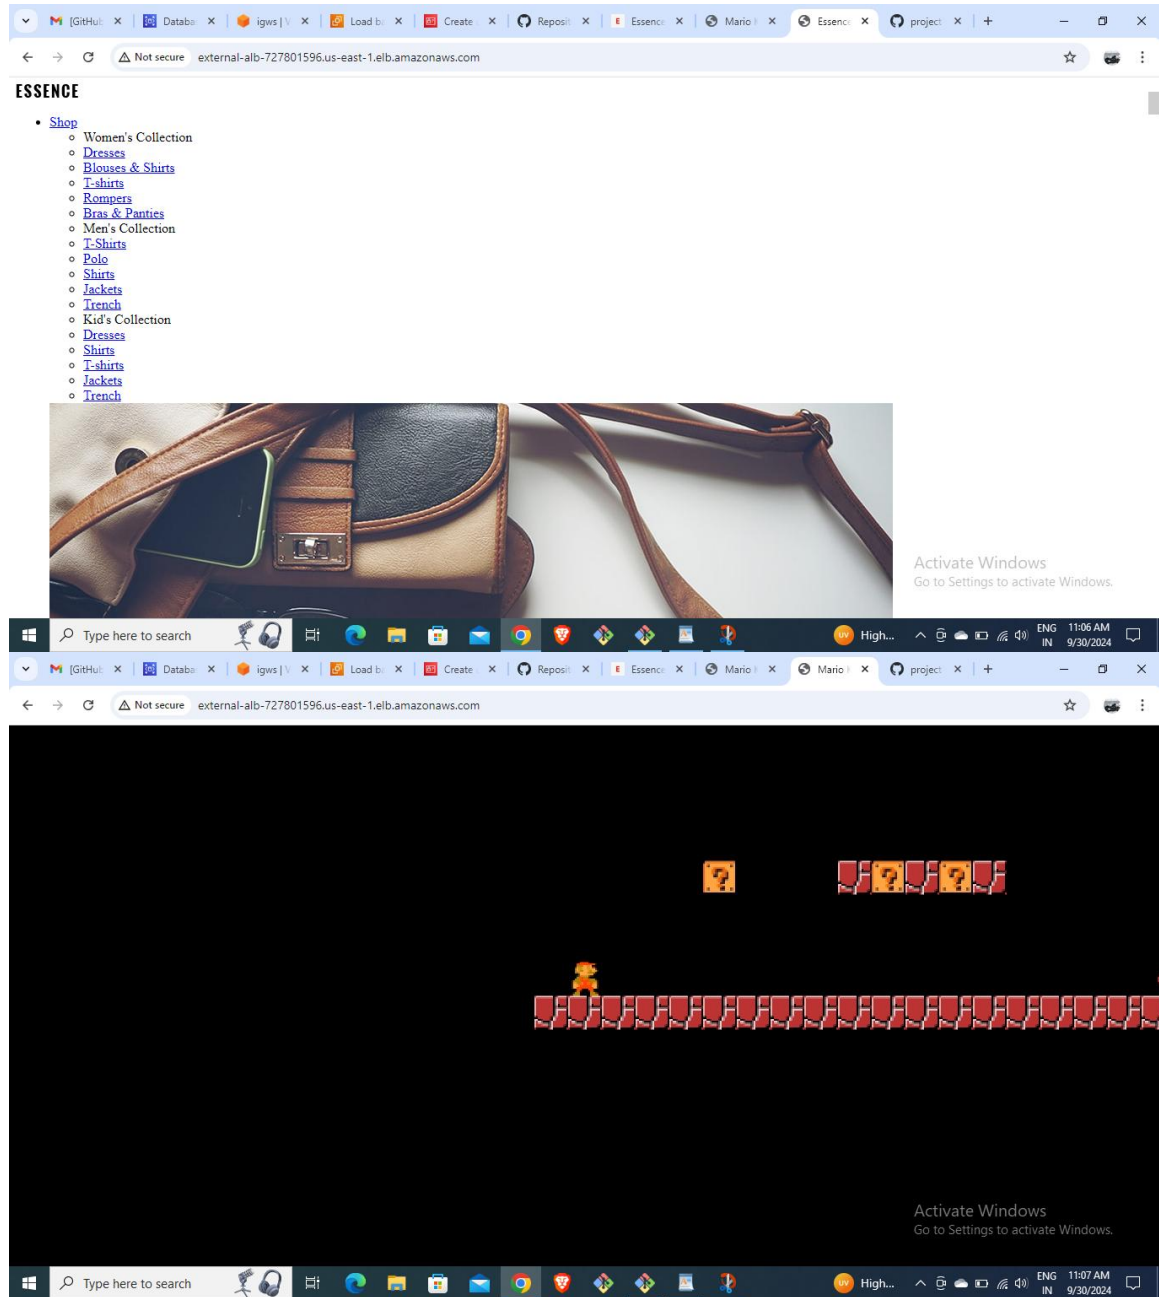 [GitHub Databa igws | V Load ba Create Reposit Essence Mario Essence project
Not secure external-alb-727801596.us-east-1.elb.amazonaws.com
ESSENCE
Shop
Women's Collection
Dresses
Blouses & Shirts
T-shirts
Rompers
Bras & Panties
Men's Collection
T-Shirts
Polo
Shirts
Jackets
Trench
Kid's Collection
Dresses
Shirts
T-shirts
Jackets
Trench
Activate Windows
Go to Settings to activate Windows.
Type here to search UV High... ENG 11:06 AM
IN 9/30/2024
[GitHub Databa igws | V Load ba Create Reposit Essence Mario Mario project
Not secure external-alb-727801596.us-east-1.elb.amazonaws.com
? ? ?
Activate Windows
Go to Settings to activate Windows.
Type here to search UV High... ENG 11:07 AM
IN 9/30/2024